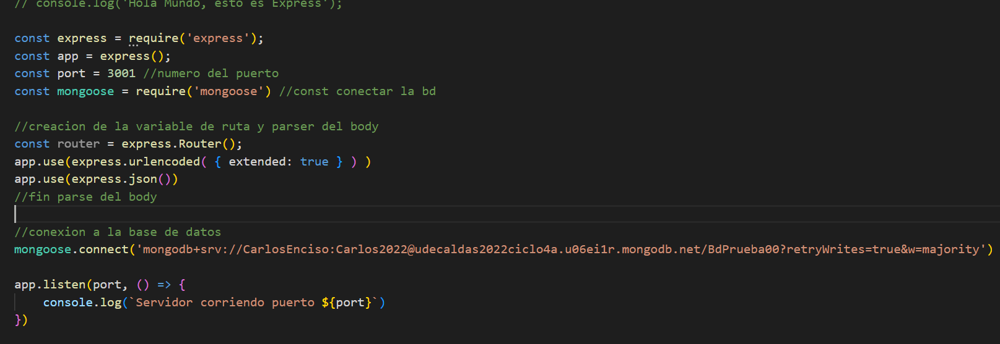 // console.log('Hola Mundo, esto es Express');
const express = require('express');
const app = express();
const port = 3001 //numero del puerto
const mongoose = require('mongoose') //const conectar la bd
//creacion de la variable de ruta y parser del body
const router = express.Router();
app.use(express.urlencoded( { extended: true } ) )
app.use(express.json())
//fin parse del body
//conexion a la base de datos
mongoose.connect('mongodb+srv://CarlosEnciso:Carlos2022@udecaldas2022ciclo4a.u06ei1r.mongodb.net/BdPrueba00?retryWrites=true&w=majority')
app.listen(port, () => {
    console.log(`Servidor corriendo puerto ${port}`)
})